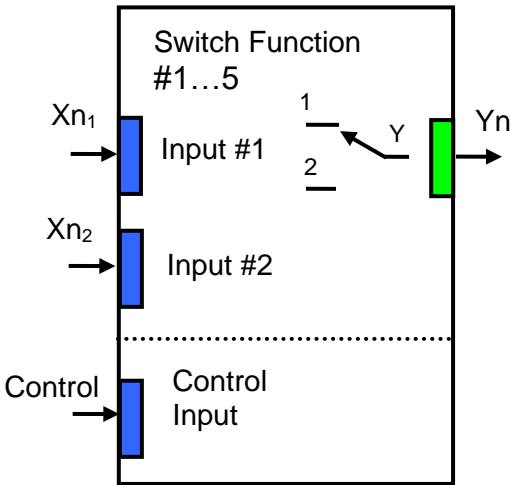 Switch Function
#1…5
Xn₁
Input #1
1
2
Y
Yn
Xn₂
Input #2
Control
Control
Input